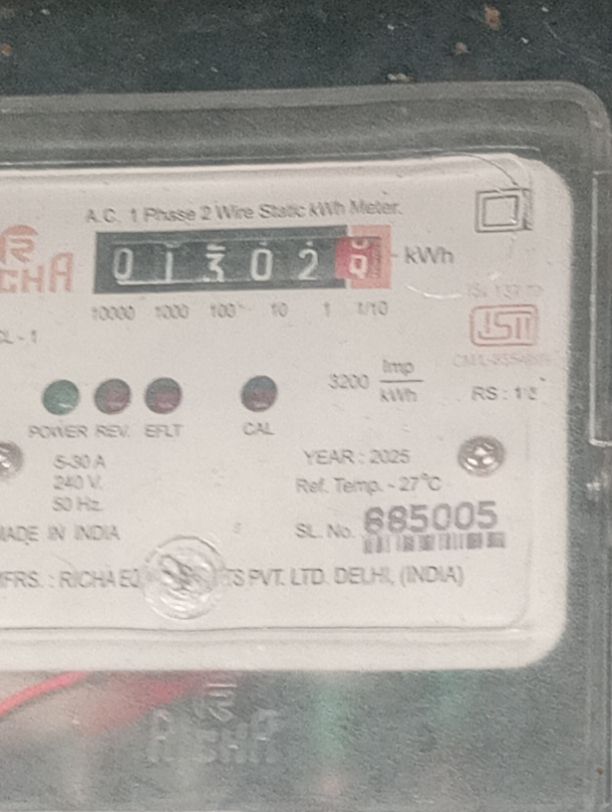 A.C. 1 Phase 2 Wire Static kWh Meter.
RICHA
0 1 3 0 2 kWh
10000 1000 100 10 1 1/10
CL - 1
3200 Imp/kWh
ISI
POWER REV. EFLT CAL
5-30 A
240 V.
50 Hz.
YEAR : 2025
Ref. Temp. - 27°C
MADE IN INDIA
SL. No. 885005
MFRS. : RICHA EQ TS PVT. LTD. DELHI, (INDIA)
RICHA